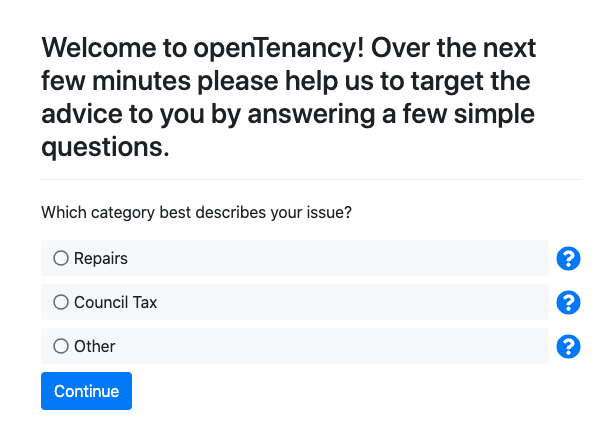 Welcome to openTenancy! Over the next
few minutes please help us to target the
advice to you by answering a few simple
questions.
Which category best describes your issue?
Repairs
?
Council Tax
?
Other
?
Continue